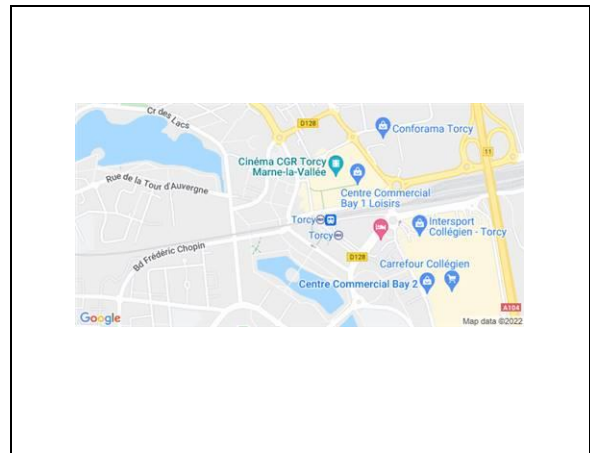 Cr des Lacs
D128
Conforama Torcy
11
Cinéma CGR Torcy
Marne-la-Vallée
Rue de la Tour d'Auvergne
Centre Commercial
Bay 1 Loisirs
Torcy
Intersport
Collégien - Torcy
Torcy
Bd Frédéric Chopin
D128
Carrefour Collégien
Centre Commercial Bay 2
A104
Google
Map data ©2022